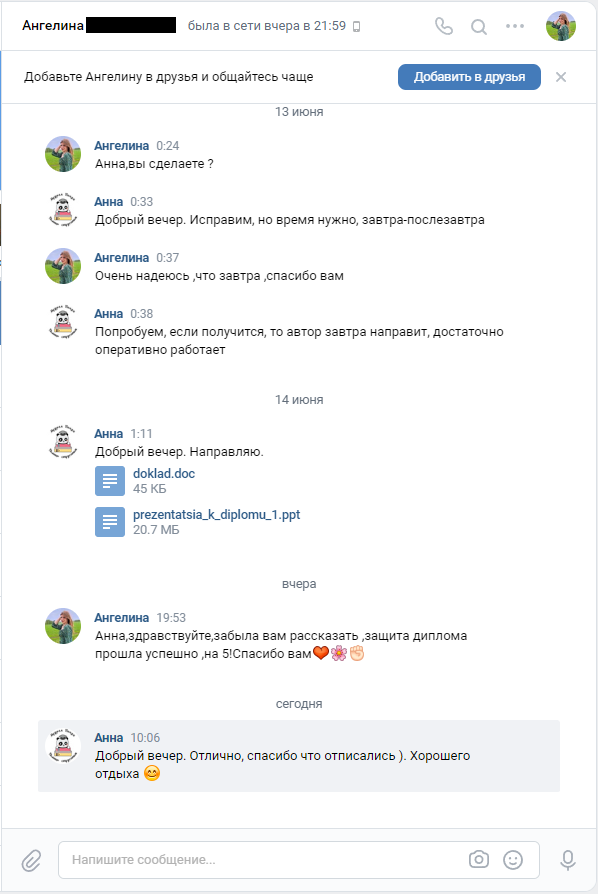 Ангелина
была в сети вчера в 21:59
Добавьте Ангелину в друзья и общайтесь чаще
Добавить в друзья
13 июня
Ангелина 0:24
Анна,вы сделаете ?
Анна 0:33
Добрый вечер. Исправим, но время нужно, завтра-послезавтра
Ангелина 0:37
Очень надеюсь ,что завтра ,спасибо вам
Анна 0:38
Попробуем, если получится, то автор завтра направит, достаточно
оперативно работает
14 июня
Анна 1:11
Добрый вечер. Направляю.
doklad.doc
45 КБ
prezentatsia_k_diplomu_1.ppt
20.7 МБ
вчера
Ангелина 19:53
Анна,здравствуйте,забыла вам рассказать ,защита диплома
прошла успешно ,на 5!Спасибо вам❤️🌸✊🏻
сегодня
Анна 10:06
Добрый вечер. Отлично, спасибо что отписались ). Хорошего
отдыха 😊
Напишите сообщение...